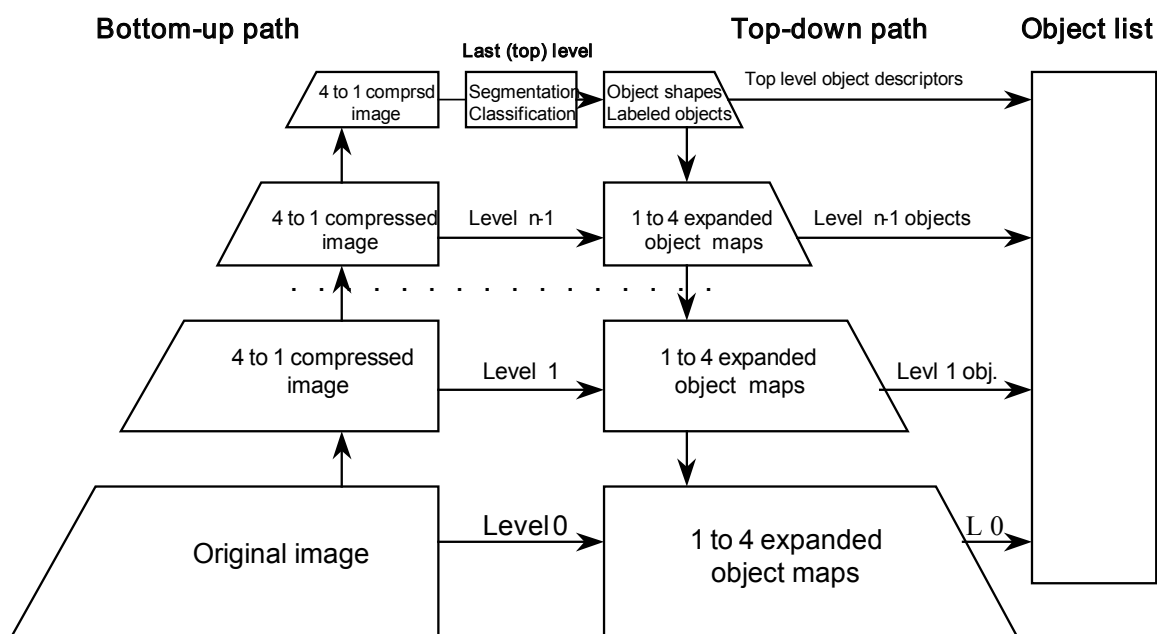 Bottom-up path
Top-down path
Object list
Last (top) level
4 to 1 comprsd
image
Segmentation
Classification
Object shapes
Labeled objects
Top level object descriptors
4 to 1 compressed
image
Level n-1
1 to 4 expanded
object maps
Level n-1 objects
4 to 1 compressed
image
Level 1
1 to 4 expanded
object maps
Levl 1 obj.
Original image
Level 0
1 to 4 expanded
object maps
L 0